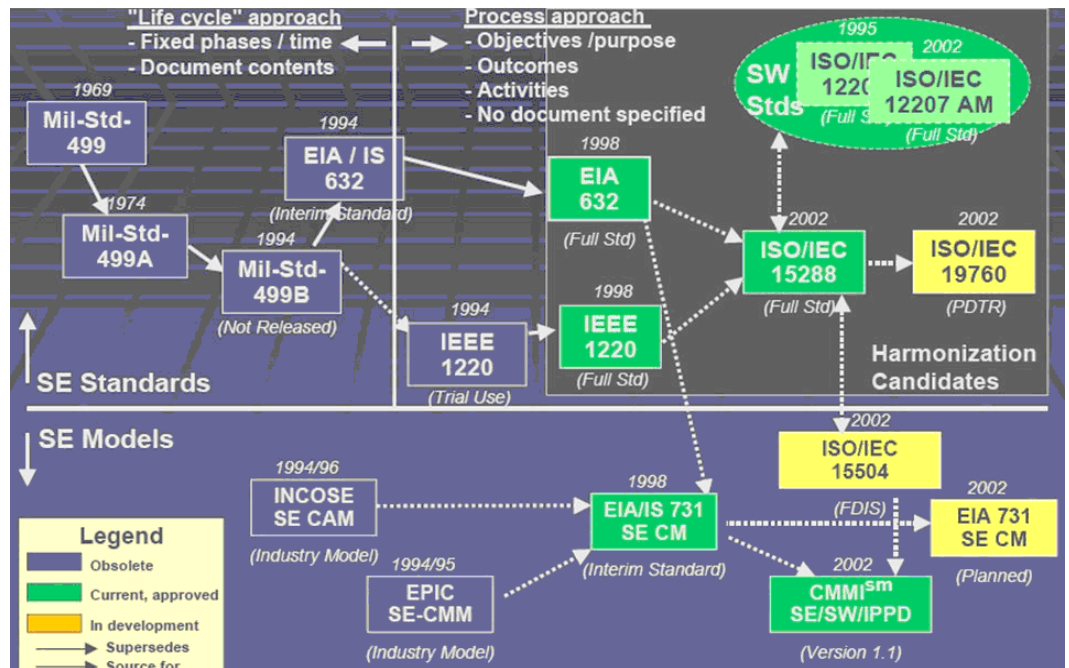 "Life cycle" approach
- Fixed phases / time
- Document contents
Process approach
- Objectives /purpose
- Outcomes
- Activities
- No document specified
1969
Mil-Std-
499
1974
Mil-Std-
499A
1994
Mil-Std-
499B
(Not Released)
1994
EIA / IS
632
(Interim Standard)
1994
IEEE
1220
(Trial Use)
1998
EIA
632
(Full Std)
1998
IEEE
1220
(Full Std)
SW
Stds
1995
ISO/IEC
(Full
2002
ISO/IEC
12207 AM
(Full Std)
2002
ISO/IEC
15288
(Full Std)
ISO/IEC
19760
(PDTR)
2002
Harmonization
Candidates
SE Standards
SE Models
1994/96
INCOSE
SE CAM
(Industry Model)
1994/95
EPIC
SE-CMM
(Industry Model)
1998
EIA/IS 731
SE CM
(Interim Standard)
2002
ISO/IEC
15504
(FDIS)
2002
EIA 731
SE CM
(Planned)
2002
CMMIsm
SE/SW/IPPD
(Version 1.1)
Legend
Obsolete
Current, approved
In development
Supersedes
Source for